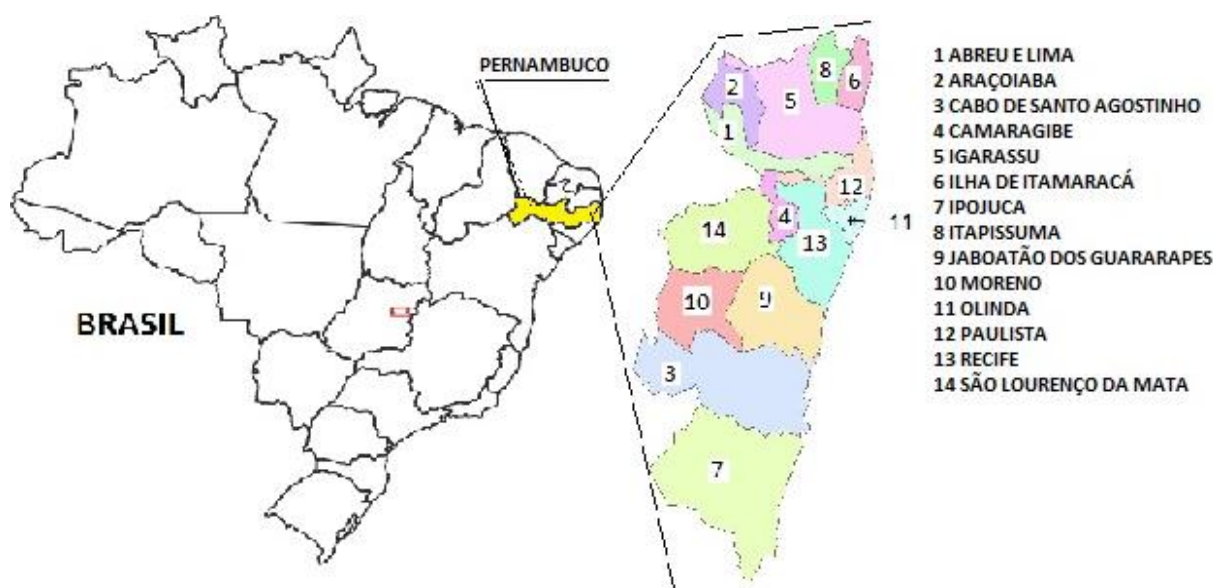 PERNAMBUCO
BRASIL
2
8
6
5
1
12
11
4
14
13
10
9
3
7
1 ABREU E LIMA
2 ARAÇOIABA
3 CABO DE SANTO AGOSTINHO
4 CAMARAGIBE
5 IGARASSU
6 ILHA DE ITAMARACÁ
7 IPOJUCA
8 ITAPISSUMA
9 JABOATÃO DOS GUARARAPES
10 MORENO
11 OLINDA
12 PAULISTA
13 RECIFE
14 SÃO LOURENÇO DA MATA